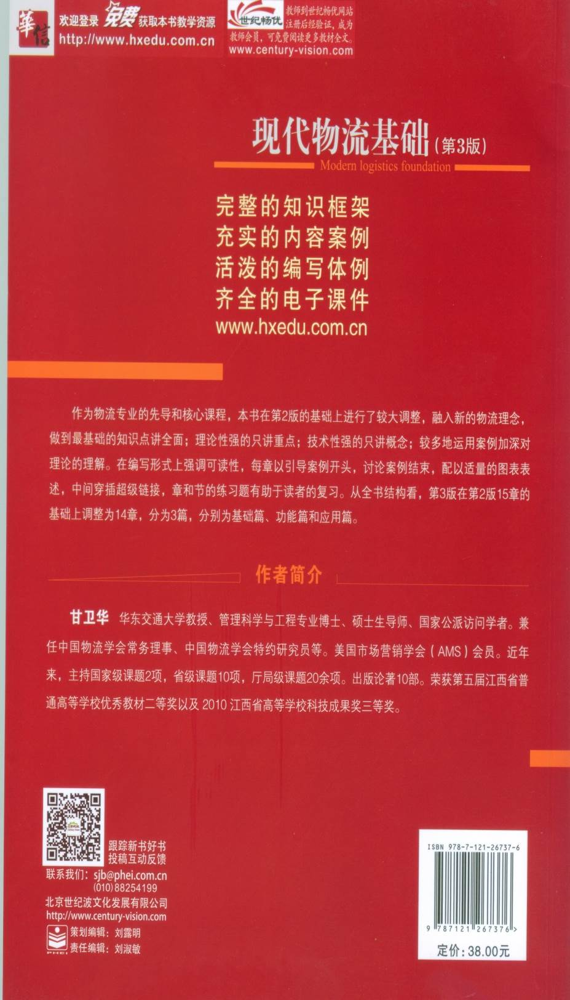 華信
欢迎登录 免费 获取本书教学资源
http://www.hxedu.com.cn
世纪畅优
教师到世纪畅优网站
注册后经验证，成为
教师会员，可免费阅读更多教材全文。
www.century-vision.com
现代物流基础（第3版）
Modern logistics foundation
完整的知识框架
充实的内容案例
活泼的编写体例
齐全的电子课件
www.hxedu.com.cn
作为物流专业的先导和核心课程，本书在第2版的基础上进行了较大调整，融入新的物流理念，
做到最基础的知识点讲全面；理论性强的只讲重点；技术性强的只讲概念；较多地运用案例加深对
理论的理解。在编写形式上强调可读性，每章以引导案例开头，讨论案例结束，配以适量的图表表
述，中间穿插超级链接，章和节的练习题有助于读者的复习。从全书结构看，第3版在第2版15章的
基础上调整为14章，分为3篇，分别为基础篇、功能篇和应用篇。
作者简介
甘卫华 华东交通大学教授、管理科学与工程专业博士、硕士生导师、国家公派访问学者。兼
任中国物流学会常务理事、中国物流学会特约研究员等。美国市场营销学会（AMS）会员。近年
来，主持国家级课题2项，省级课题10项，厅局级课题20余项。出版论著10部。荣获第五届江西省普
通高等学校优秀教材二等奖以及 2010 江西省高等学校科技成果奖三等奖。
跟踪新书好书
投稿互动反馈
联系我们：sjb@phei.com.cn
(010)88254199
北京世纪波文化发展有限公司
http://www.century-vision.com
PHEI
策划编辑：刘露明
责任编辑：刘淑敏
ISBN 978-7-121-26737-6
9 787121 267376 >
定价：38.00元